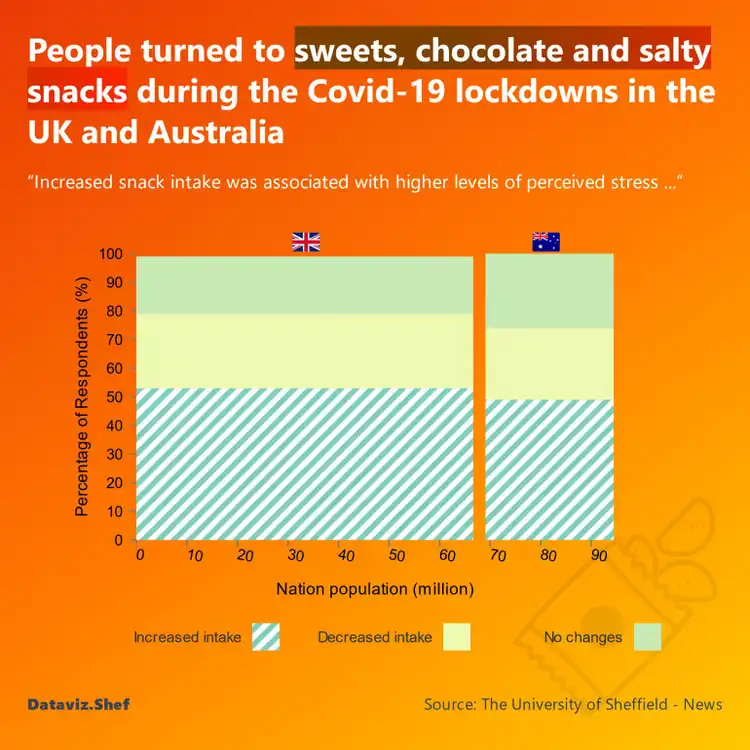 People turned to sweets, chocolate and salty
snacks during the Covid-19 lockdowns in the
UK and Australia
“Increased snack intake was associated with higher levels of perceived stress ...“
100
90
80
70
60
50
40
30
20
10
0
Percentage of Respondents (%)
0 10 20 30 40 50 60 70 80 90
Nation population (million)
Increased intake Decreased intake No changes
Dataviz.Shef Source: The University of Sheffield - News